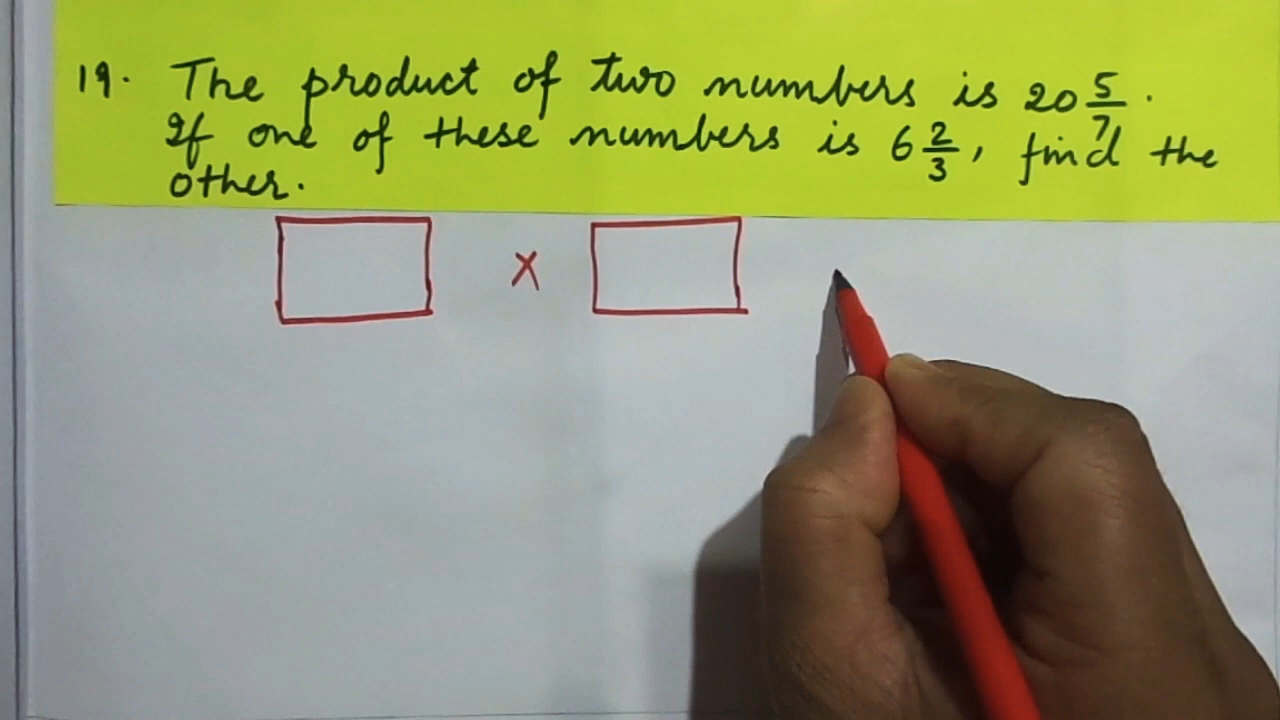 19. The product of two numbers is 20 5/7.
If one of these numbers is 6 2/3, find the
other.
×